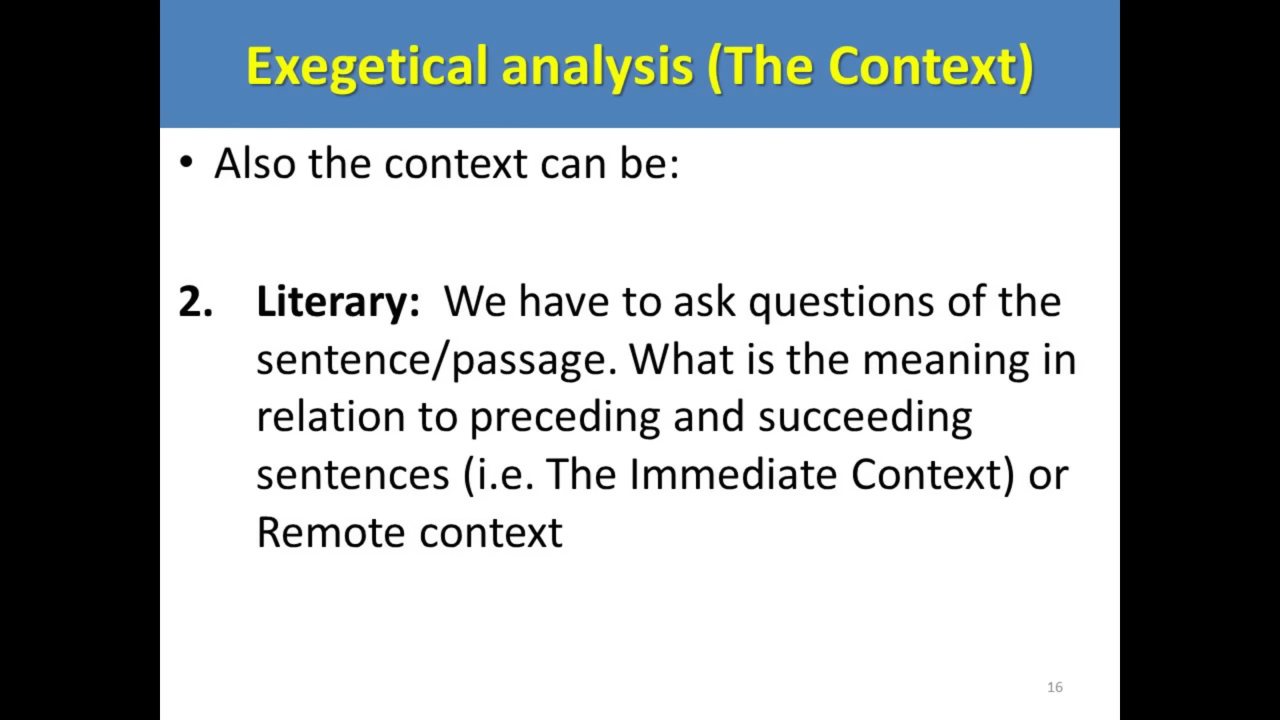 Exegetical analysis (The Context)
• Also the context can be:
2. Literary: We have to ask questions of the
sentence/passage. What is the meaning in
relation to preceding and succeeding
sentences (i.e. The Immediate Context) or
Remote context
16